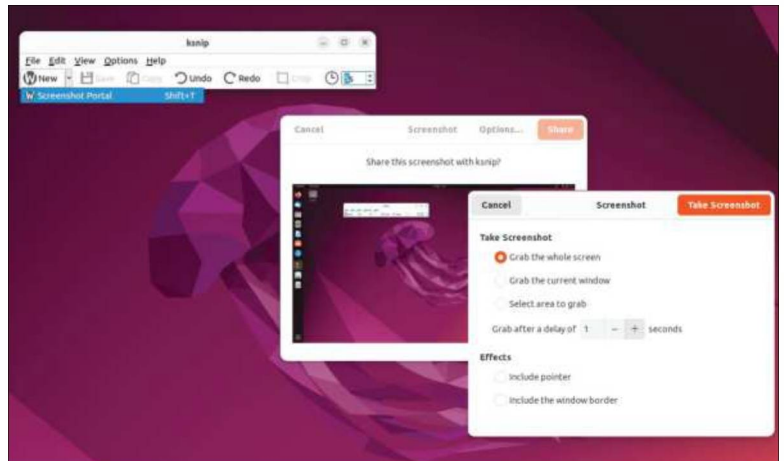 ksnip
File Edit View Options Help
New Save Copy Undo Redo Crop
Screenshot Portal Shift+T
Cancel Screenshot Options... Share
Share this screenshot with ksnip?
Cancel Screenshot Take Screenshot
Take Screenshot
Grab the whole screen
Grab the current window
Select area to grab
Grab after a delay of 1 - + seconds
Effects
Include pointer
Include the window border